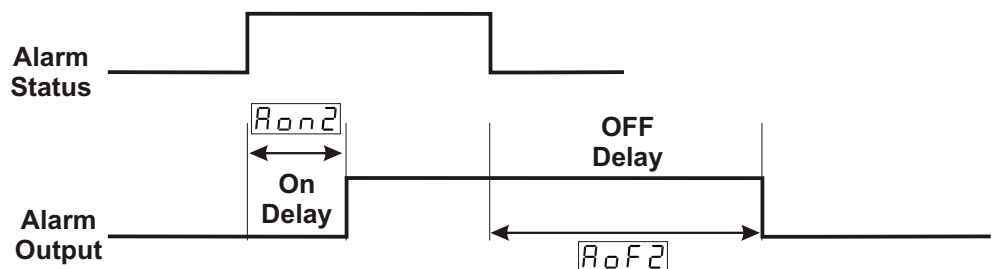 Alarm
Status
Aon2
OFF
Delay
On
Delay
Alarm
Output
AoF2